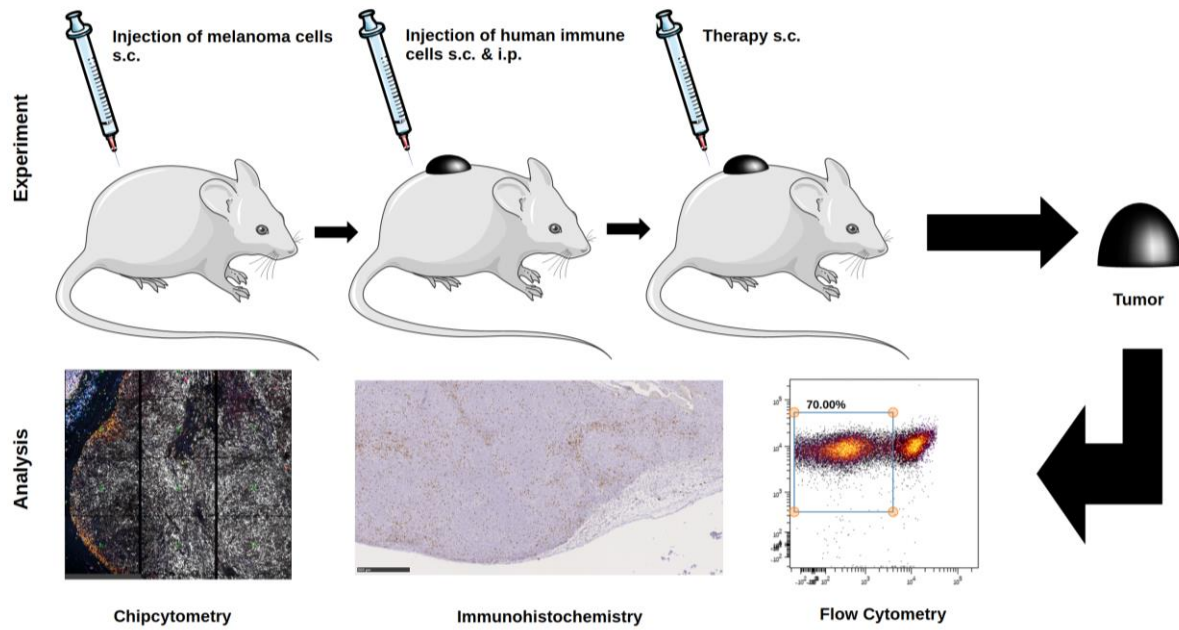 Injection of melanoma cells
s.c.
Injection of human immune
cells s.c. & i.p.
Therapy s.c.
Experiment
Tumor
Analysis
70.00%
Chipcytometry
Immunohistochemistry
Flow Cytometry